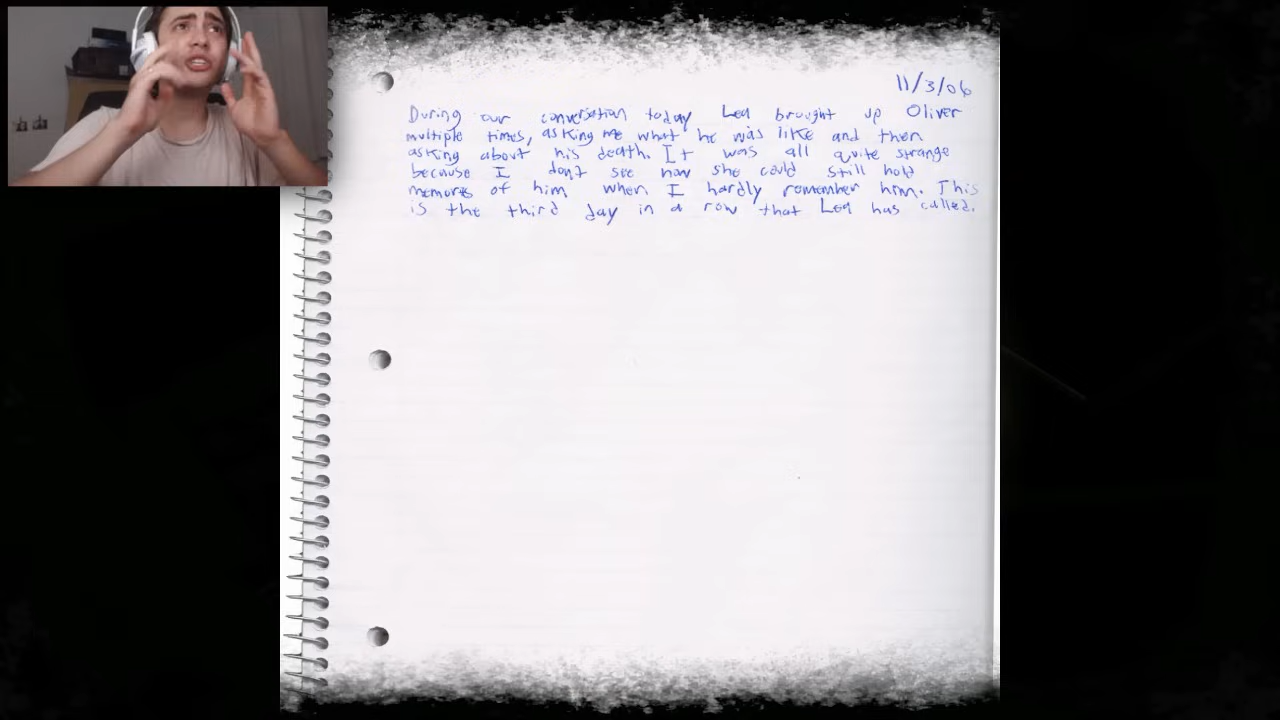 11/3/06
During our conversation today Lea brought up Oliver
multiple times, asking me what he was like and then
asking about his death. It was all quite strange
because I don't see how she could still hold
memories of him when I hardly remember him. This
is the third day in a row that Lea has called.